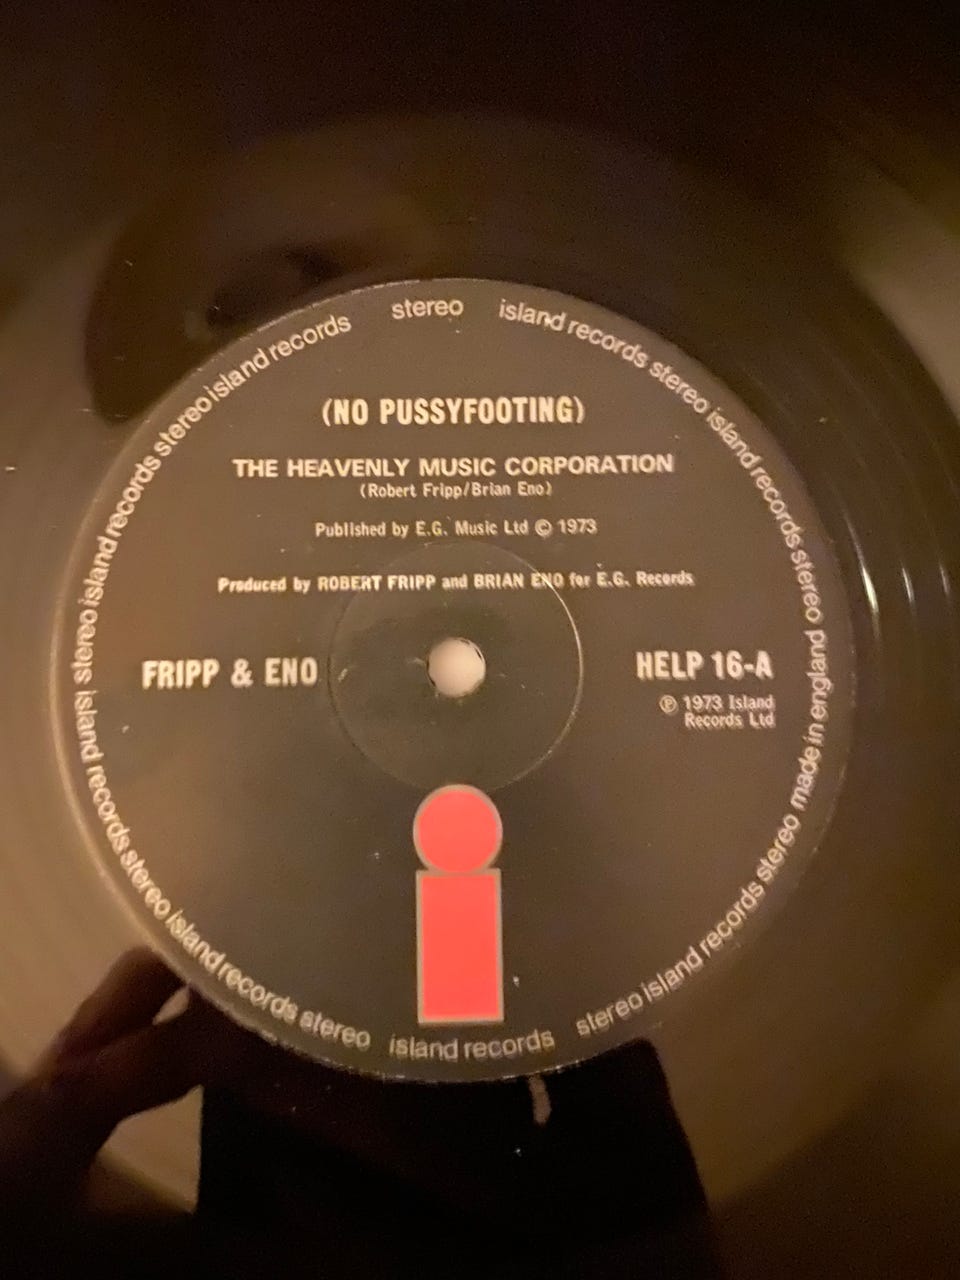 stereo island records stereo island records stereo made in england stereo island records stereo island records stereo island records stereo island records stereo island records stereo island records
(NO PUSSYFOOTING)
THE HEAVENLY MUSIC CORPORATION
(Robert Fripp/Brian Eno)
Published by E.G. Music Ltd © 1973
Produced by ROBERT FRIPP and BRIAN ENO for E.G. Records
FRIPP & ENO
HELP 16-A
℗ 1973 Island
Records Ltd
i